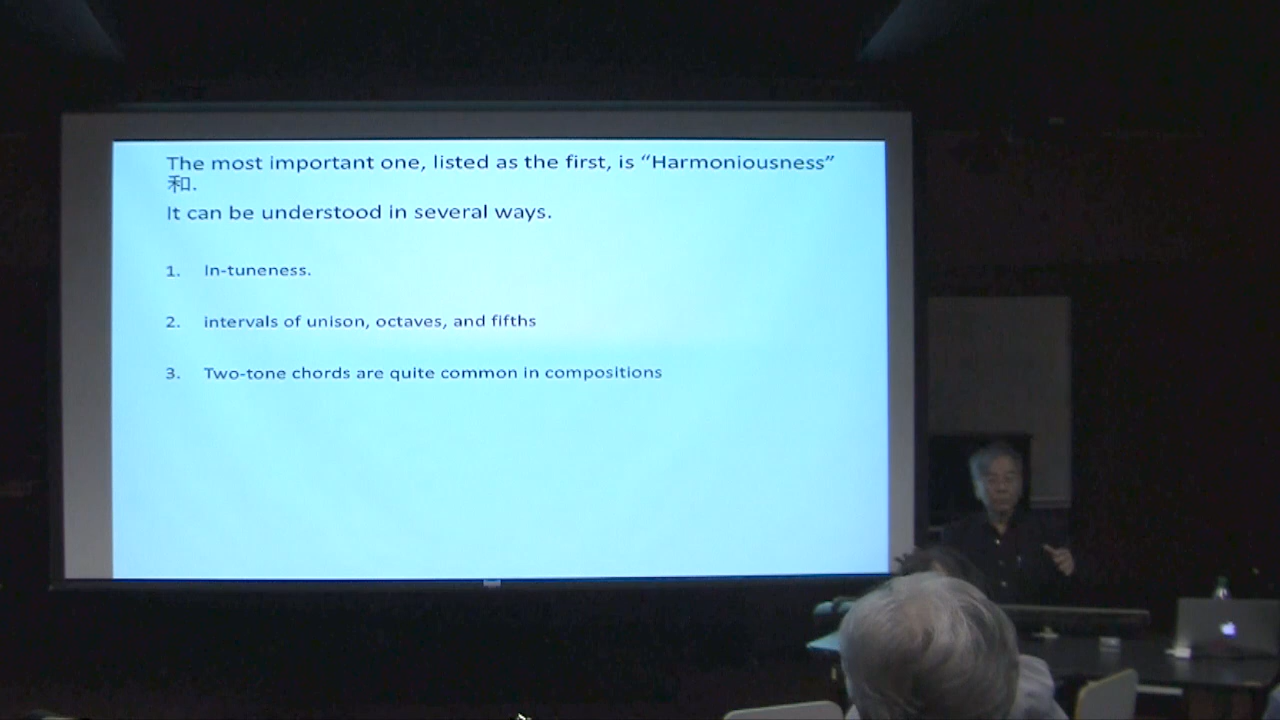 The most important one, listed as the first, is “Harmoniousness”
和.
It can be understood in several ways.
1. In-tuneness.
2. intervals of unison, octaves, and fifths
3. Two-tone chords are quite common in compositions